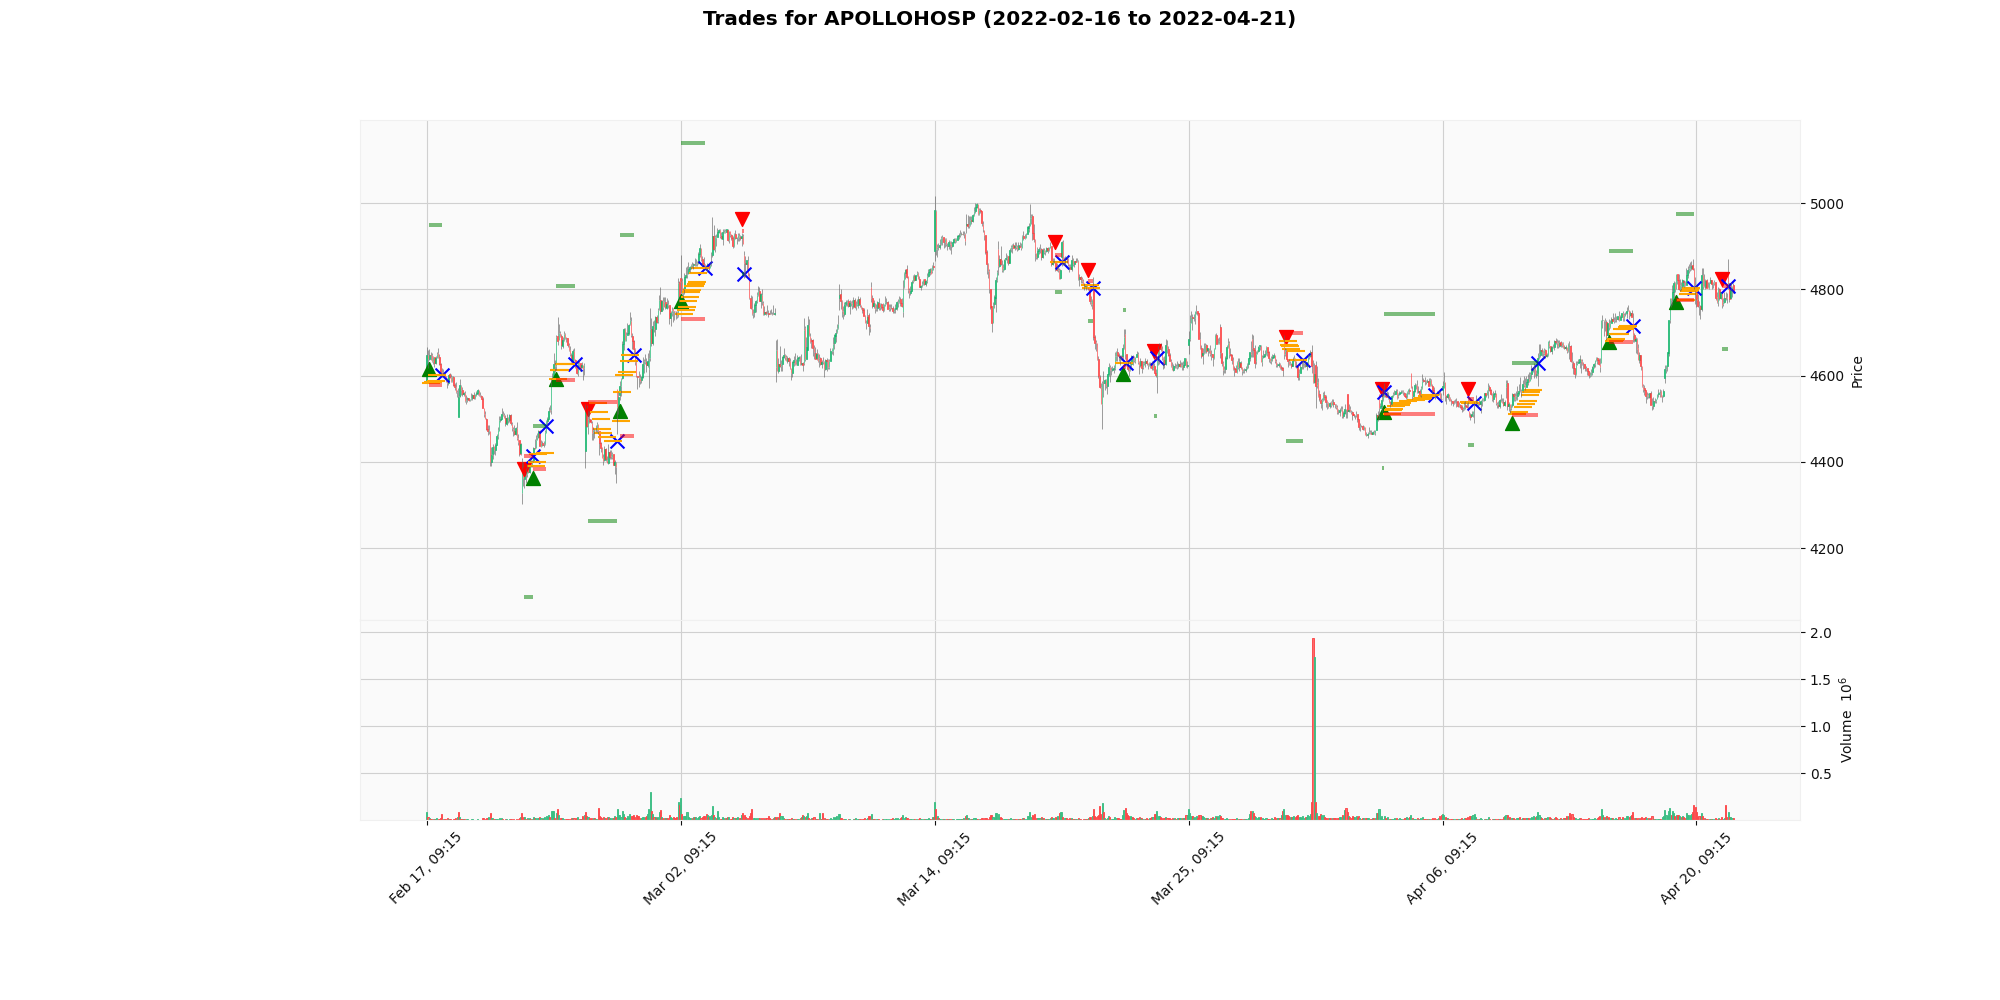 Trades for APOLLOHOSP (2022-02-16 to 2022-04-21)
5000
4800
4600
4400
4200
Price
2.0
1.5
1.0
0.5
Volume 10⁶
Feb 17, 09:15
Mar 02, 09:15
Mar 14, 09:15
Mar 25, 09:15
Apr 06, 09:15
Apr 20, 09:15